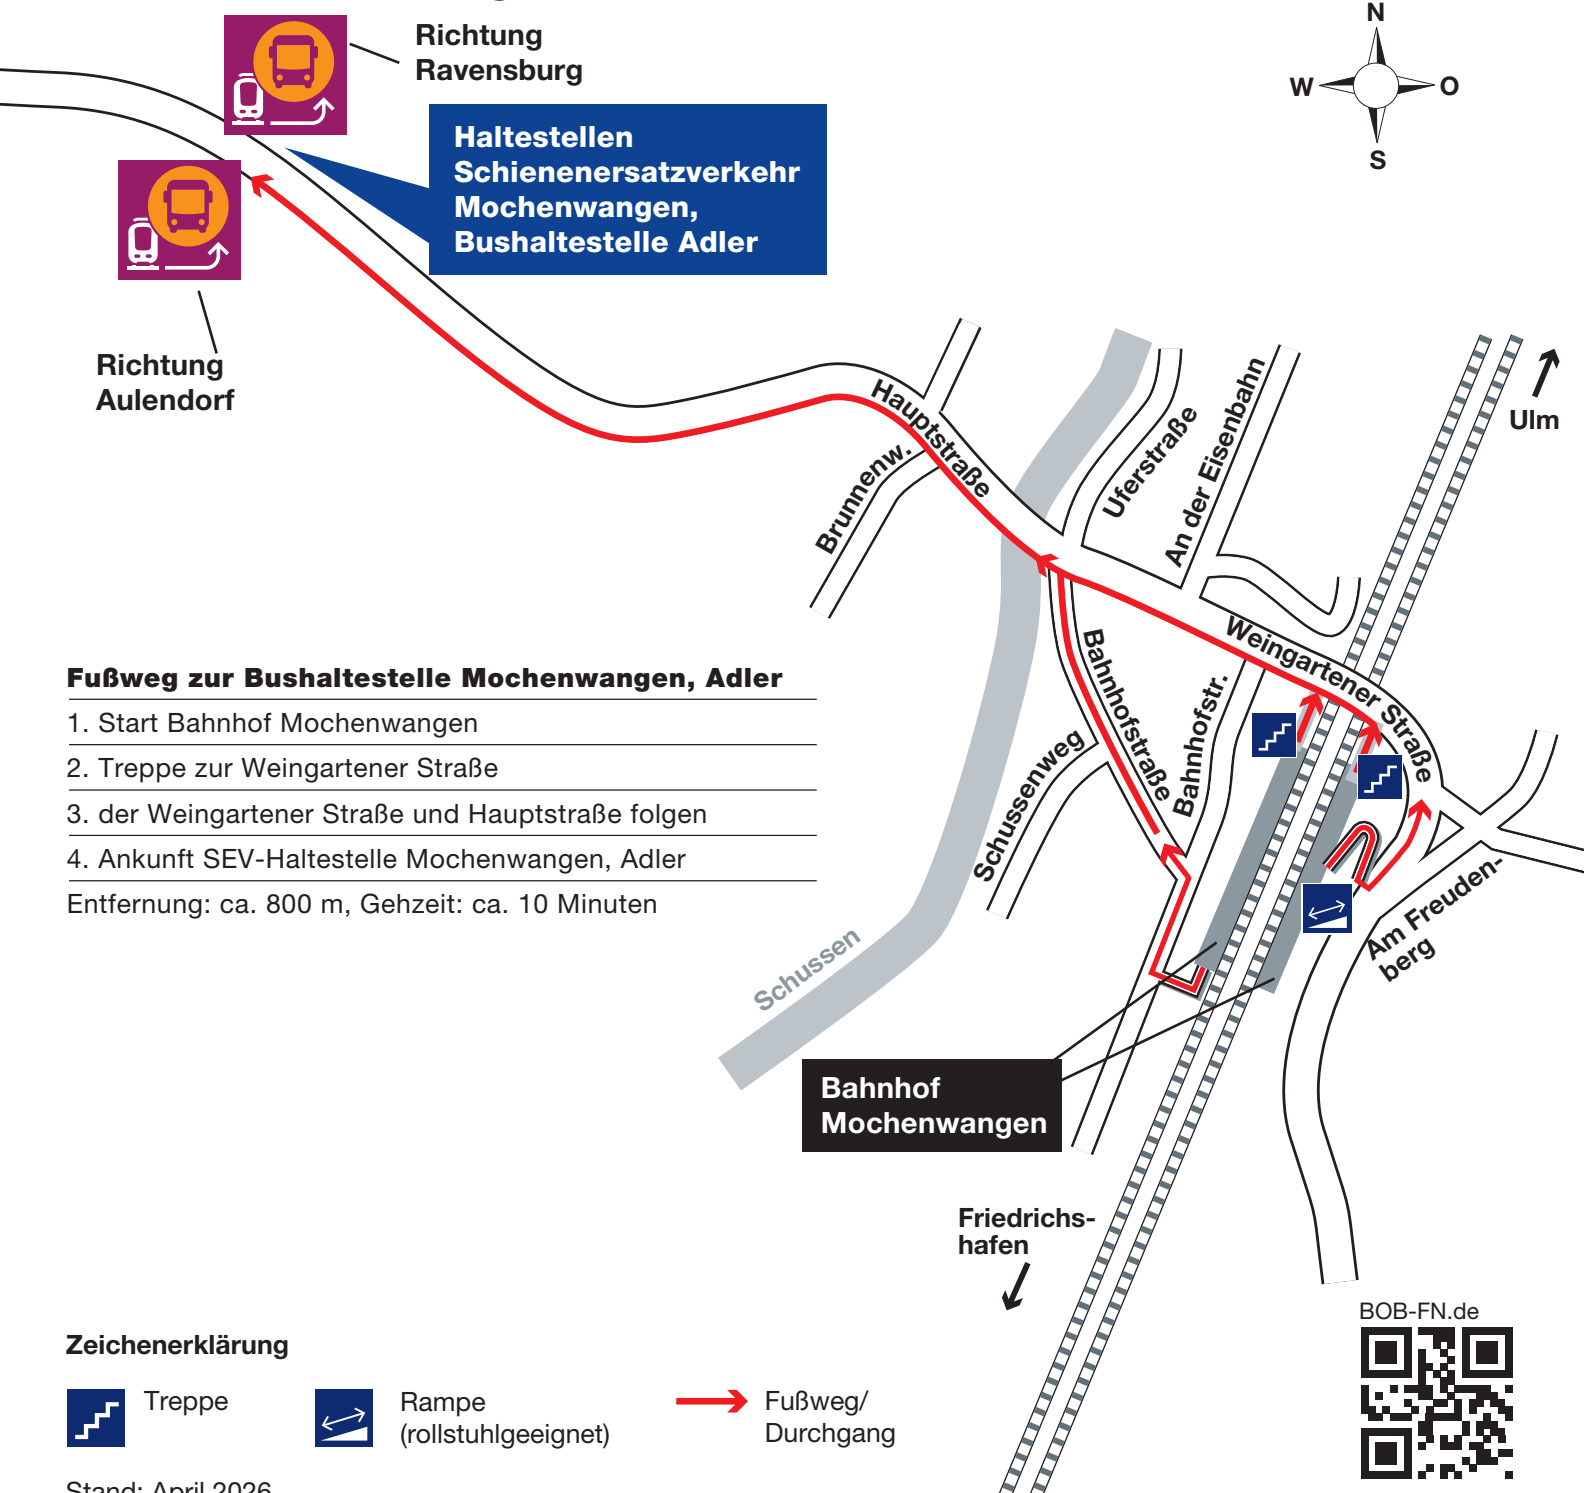 Richtung
Ravensburg
N
W
O
S
Haltestellen
Schienenersatzverkehr
Mochenwangen,
Bushaltestelle Adler
Richtung
Aulendorf
Ulm
Hauptstraße
Brunnenw.
Uferstraße
An der Eisenbahn
Weingartener Straße
Bahnhofstraße
Bahnhofstr.
Schussenweg
Am Freuden-
berg
Schussen
Fußweg zur Bushaltestelle Mochenwangen, Adler
1. Start Bahnhof Mochenwangen
2. Treppe zur Weingartener Straße
3. der Weingartener Straße und Hauptstraße folgen
4. Ankunft SEV-Haltestelle Mochenwangen, Adler
Entfernung: ca. 800 m, Gehzeit: ca. 10 Minuten
Bahnhof
Mochenwangen
Friedrichs-
hafen
BOB-FN.de
Zeichenerklärung
Treppe
Rampe
(rollstuhlgeeignet)
Fußweg/
Durchgang
Stand: April 2026